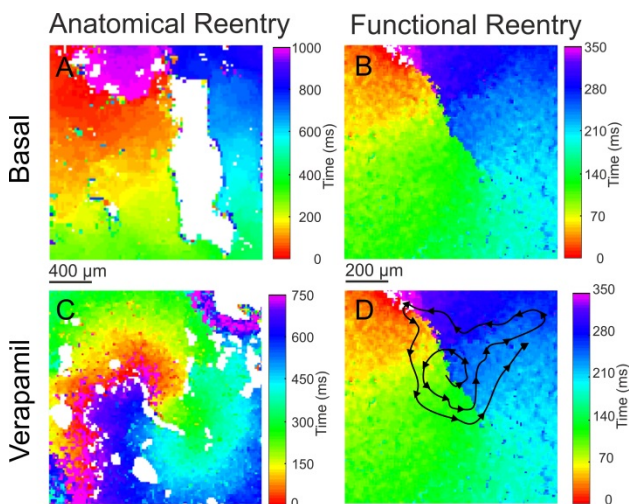 Anatomical Reentry
Functional Reentry
Basal
A
1000
800
600
400
200
0
Time (ms)
B
350
280
210
140
70
0
Time (ms)
400 µm
200 µm
Verapamil
C
750
600
450
300
150
0
Time (ms)
D
350
280
210
140
70
0
Time (ms)